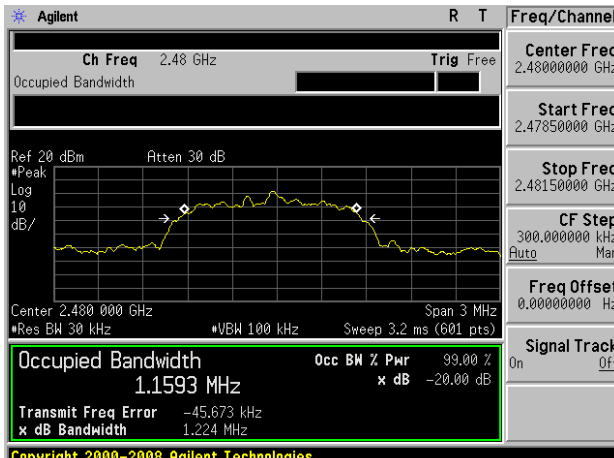 Agilent R T Freq/Channel
Ch Freq 2.48 GHz Trig Free
Occupied Bandwidth
Center Freq
2.48000000 GHz
Start Freq
2.47850000 GHz
Stop Freq
2.48150000 GHz
CF Step
300.000000 kHz
Auto Man
Freq Offset
0.00000000 Hz
Signal Track
On Off
Ref 20 dBm Atten 30 dB
#Peak
Log
10
dB/
Center 2.480 000 GHz Span 3 MHz
#Res BW 30 kHz #VBW 100 kHz Sweep 3.2 ms (601 pts)
Occupied Bandwidth Occ BW % Pwr 99.00 %
1.1593 MHz x dB -20.00 dB
Transmit Freq Error -45.673 kHz
x dB Bandwidth 1.224 MHz
Copyright 2000-2008 Agilent Technologies